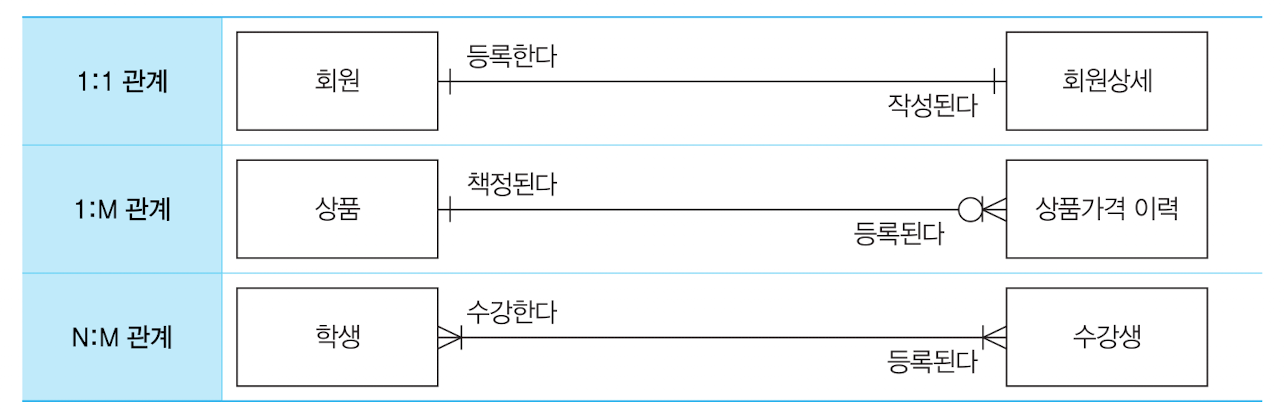 1:1 관계
회원
등록한다
작성된다
회원상세
1:M 관계
상품
책정된다
등록된다
상품가격 이력
N:M 관계
학생
수강한다
등록된다
수강생